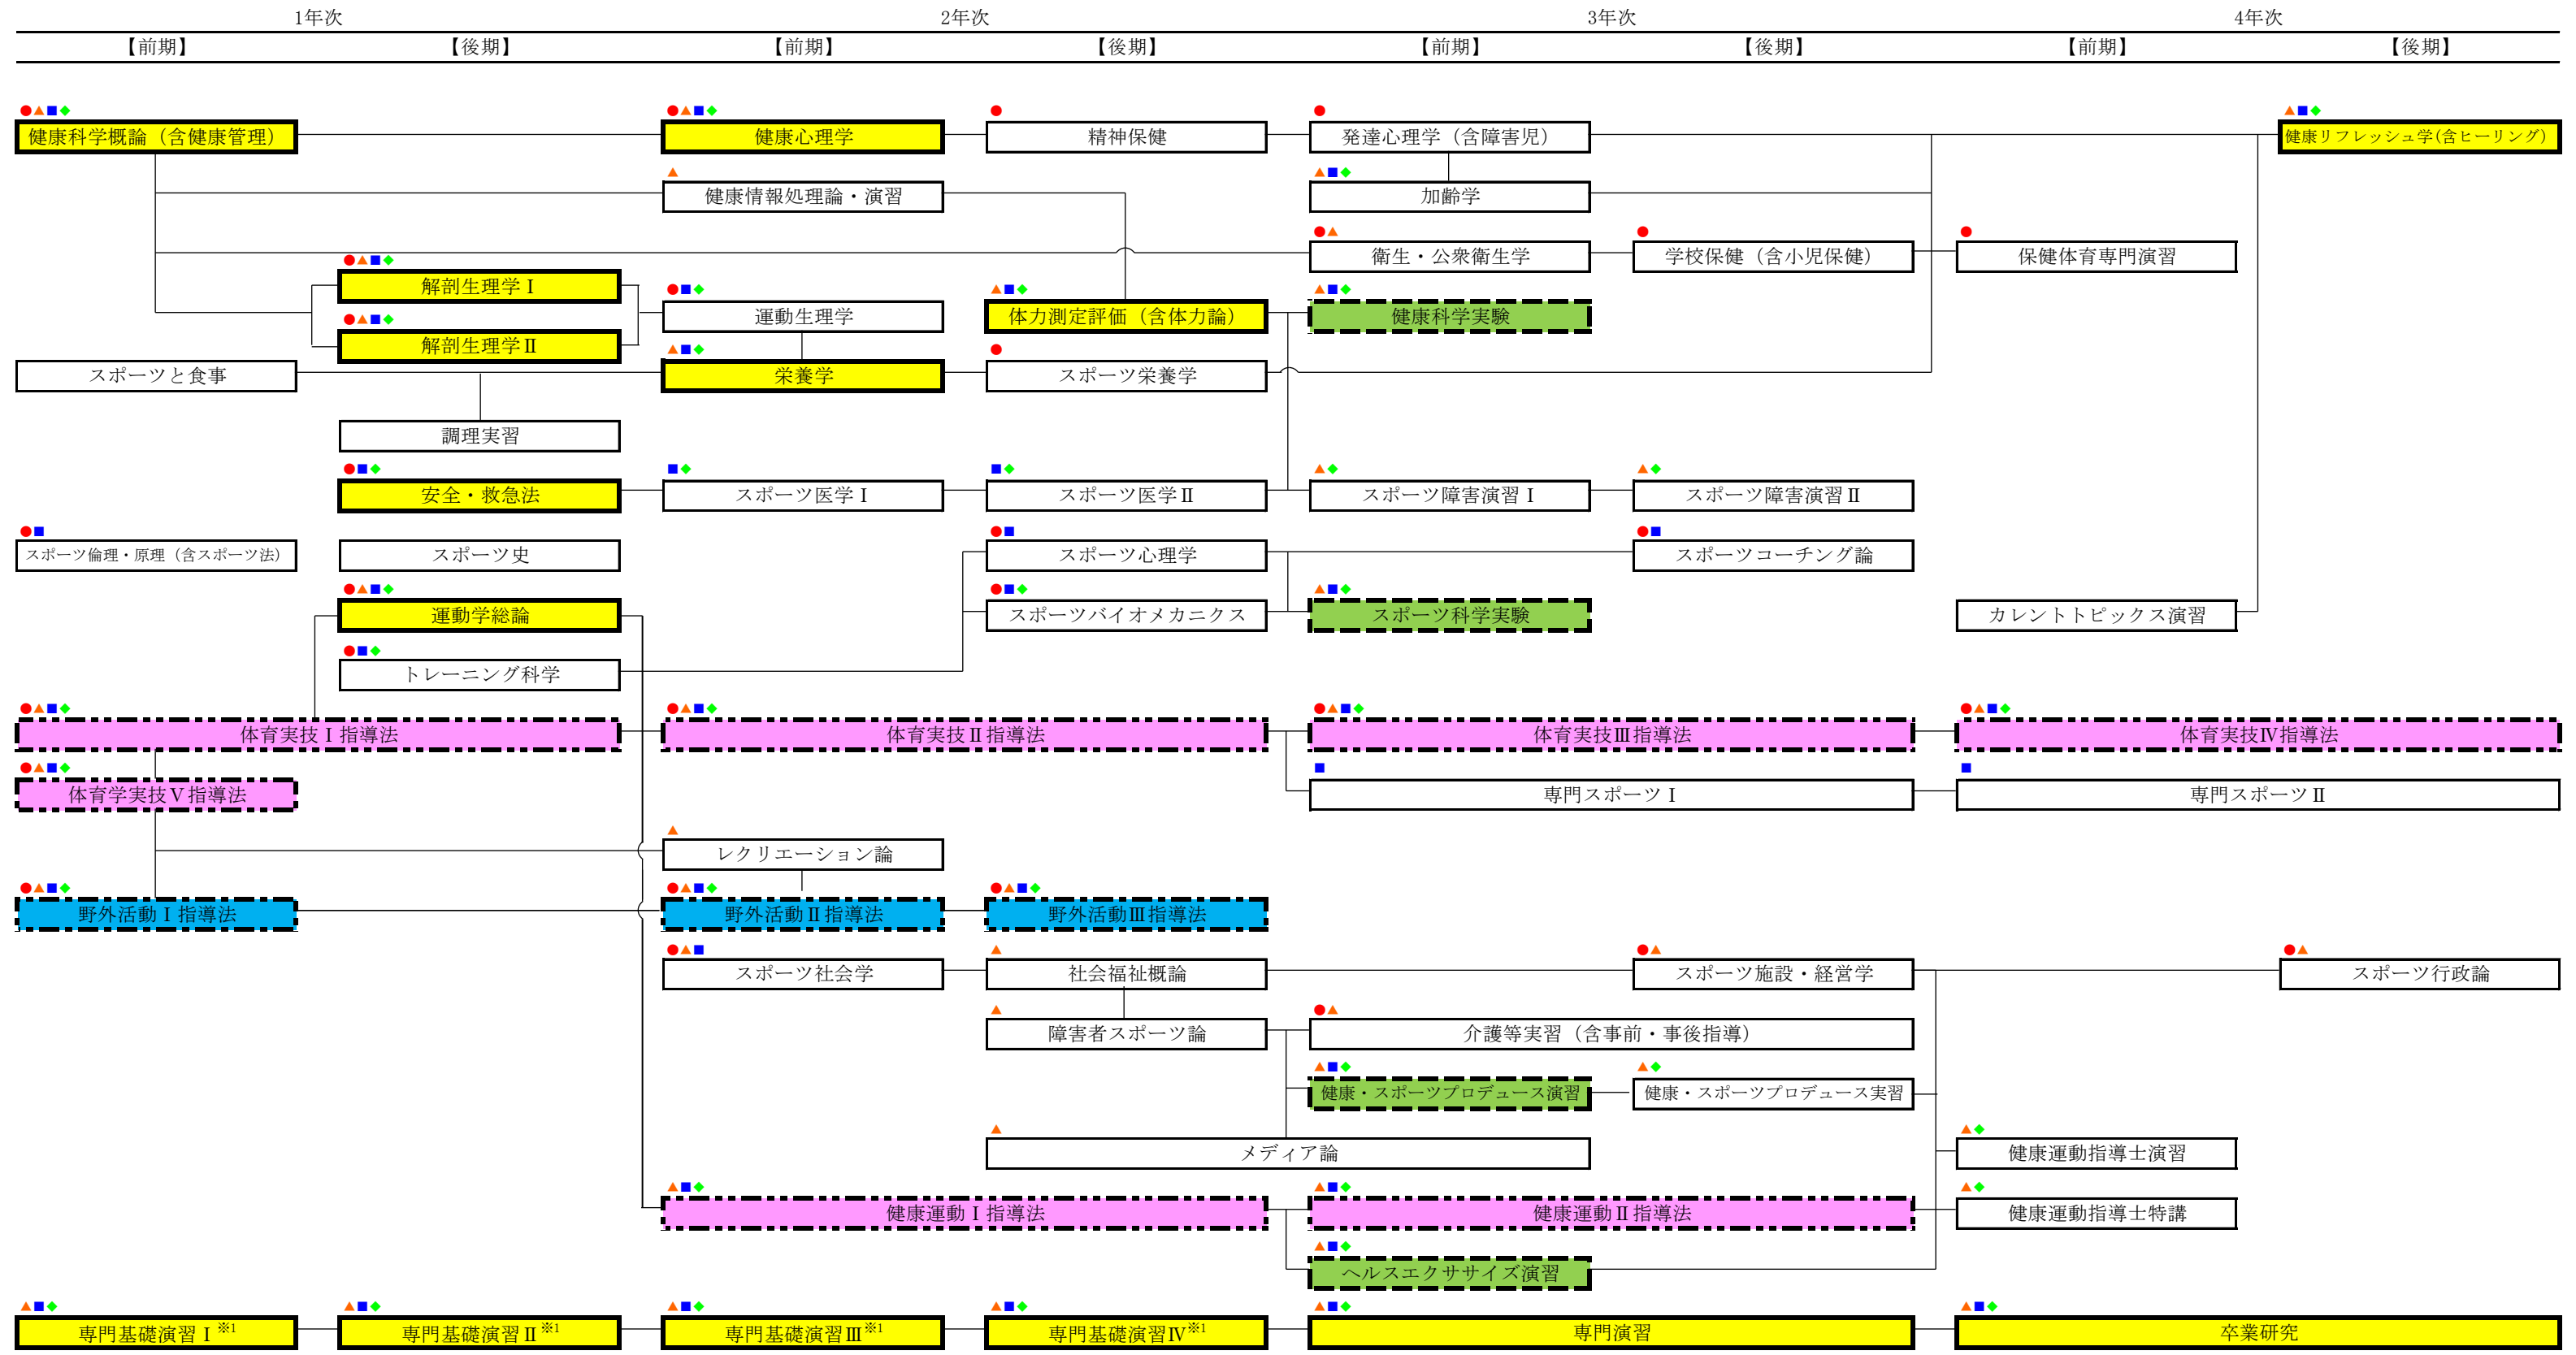 1年次 2年次 3年次 4年次
【前期】 【後期】 【前期】 【後期】 【前期】 【後期】 【前期】 【後期】
健康科学概論（含健康管理） 健康心理学 精神保健 発達心理学（含障害児） 健康リフレッシュ学(含ヒーリング)
健康情報処理論・演習 加齢学
衛生・公衆衛生学 学校保健（含小児保健） 保健体育専門演習
解剖生理学Ⅰ
運動生理学 体力測定評価（含体力論） 健康科学実験
解剖生理学Ⅱ
スポーツと食事 栄養学 スポーツ栄養学
調理実習
安全・救急法 スポーツ医学Ⅰ スポーツ医学Ⅱ スポーツ障害演習Ⅰ スポーツ障害演習Ⅱ
スポーツ倫理・原理（含スポーツ法） スポーツ史 スポーツ心理学 スポーツコーチング論
運動学総論 スポーツバイオメカニクス スポーツ科学実験 カレントトピックス演習
トレーニング科学
体育実技Ⅰ指導法 体育実技Ⅱ指導法 体育実技Ⅲ指導法 体育実技Ⅳ指導法
体育学実技Ⅴ指導法 専門スポーツⅠ 専門スポーツⅡ
レクリエーション論
野外活動Ⅰ指導法 野外活動Ⅱ指導法 野外活動Ⅲ指導法
スポーツ社会学 社会福祉概論 スポーツ施設・経営学 スポーツ行政論
障害者スポーツ論 介護等実習（含事前・事後指導）
健康・スポーツプロデュース演習 健康・スポーツプロデュース実習
メディア論 健康運動指導士演習
健康運動Ⅰ指導法 健康運動Ⅱ指導法 健康運動指導士特講
ヘルスエクササイズ演習
専門基礎演習Ⅰ※1 専門基礎演習Ⅱ※1 専門基礎演習Ⅲ※1 専門基礎演習Ⅳ※1 専門演習 卒業研究